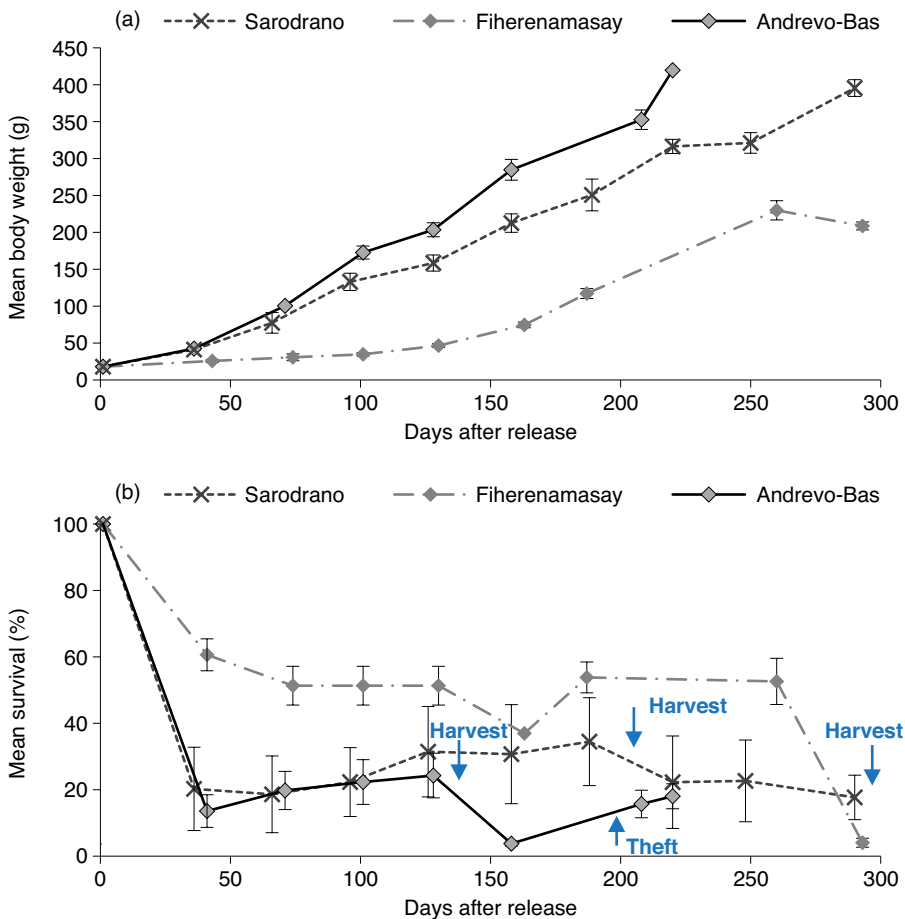 (a) Sarodrano Fiherenamasay Andrevo-Bas
450
400
350
300
250
200
150
100
50
0
Mean body weight (g)
0 50 100 150 200 250 300
Days after release
(b) Sarodrano Fiherenamasay Andrevo-Bas
100
80
60
40
20
0
Mean survival (%)
Harvest
Harvest
Harvest
Theft
0 50 100 150 200 250 300
Days after release